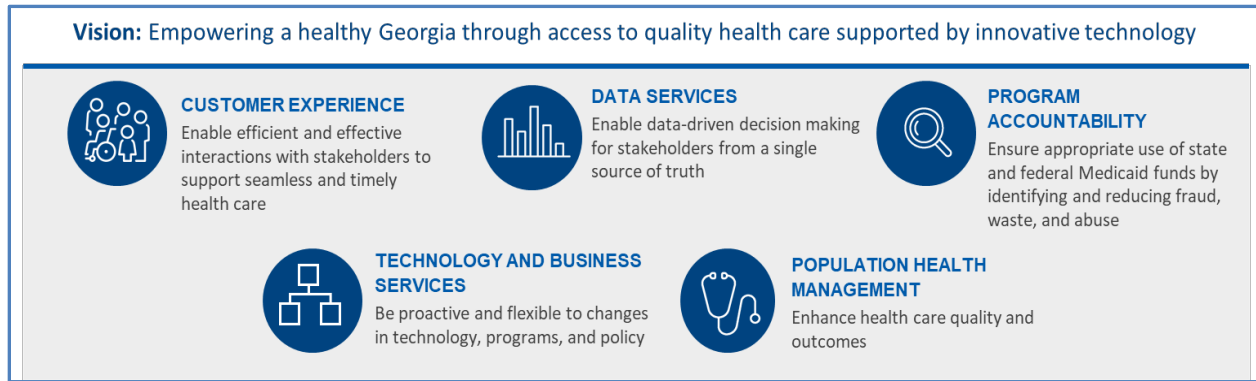 Vision: Empowering a healthy Georgia through access to quality health care supported by innovative technology
CUSTOMER EXPERIENCE
Enable efficient and effective
interactions with stakeholders to
support seamless and timely
health care
DATA SERVICES
Enable data-driven decision making
for stakeholders from a single
source of truth
PROGRAM
ACCOUNTABILITY
Ensure appropriate use of state
and federal Medicaid funds by
identifying and reducing fraud,
waste, and abuse
TECHNOLOGY AND BUSINESS
SERVICES
Be proactive and flexible to changes
in technology, programs, and policy
POPULATION HEALTH
MANAGEMENT
Enhance health care quality and
outcomes